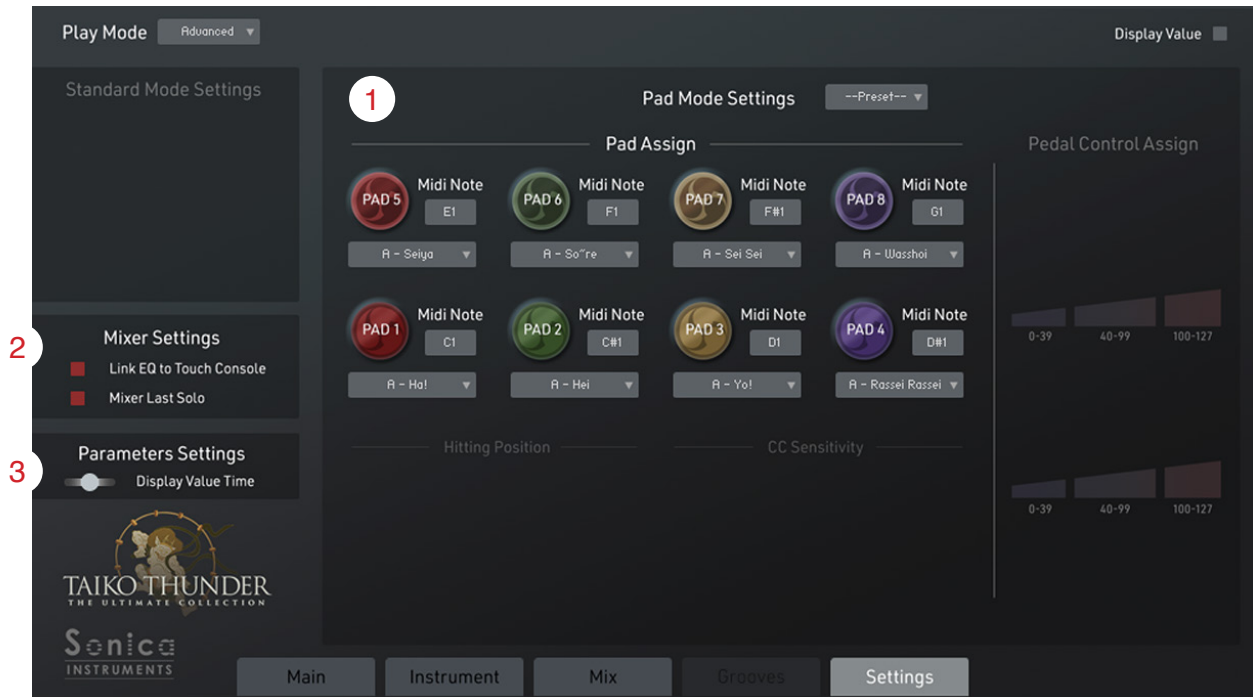 Play Mode Advanced
Display Value
Standard Mode Settings
1
Pad Mode Settings --Preset--
Pad Assign
Pedal Control Assign
PAD 5 Midi Note E1
PAD 6 Midi Note F1
PAD 7 Midi Note F#1
PAD 8 Midi Note G1
A - Seiya
A - So~re
A - Sei Sei
A - Wasshoi
PAD 1 Midi Note C1
PAD 2 Midi Note C#1
PAD 3 Midi Note D1
PAD 4 Midi Note D#1
A - Ha!
A - Hei
A - Yo!
A - Rassei Rassei
0-39 40-99 100-127
2
Mixer Settings
Link EQ to Touch Console
Mixer Last Solo
Hitting Position
CC Sensitivity
3
Parameters Settings
Display Value Time
0-39 40-99 100-127
TAIKO THUNDER
THE ULTIMATE COLLECTION
Sonica
INSTRUMENTS
Main
Instrument
Mix
Grooves
Settings